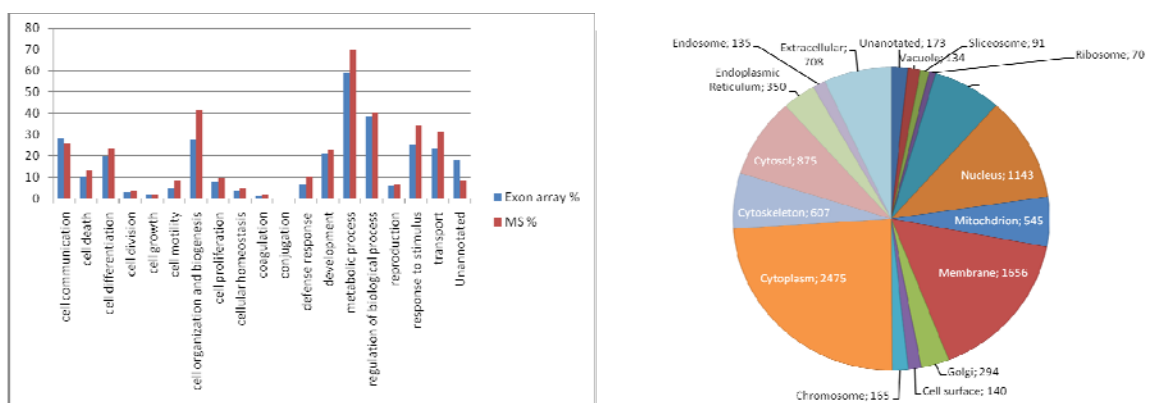 80
70
60
50
40
30
20
10
0
cell communication
cell death
cell differentiation
cell division
cell growth
cell motility
cell organization and biogenesis
cell proliferation
cellular homeostasis
coagulation
conjugation
defense response
development
metabolic process
regulation of biological process
reproduction
response to stimulus
transport
Unannotated
Exon array %
MS %
Unanotated; 173
Vacuole; 134
Sliceosome; 91
Ribosome; 70
Nucleus; 1143
Mitochdrion; 545
Membrane; 1656
Golgi; 294
Cell surface; 140
Chromosome; 165
Cytoplasm; 2475
Cytoskeleton; 607
Cytosol; 875
Endoplasmic
Reticulum; 350
Endosome; 135
Extracellular;
708